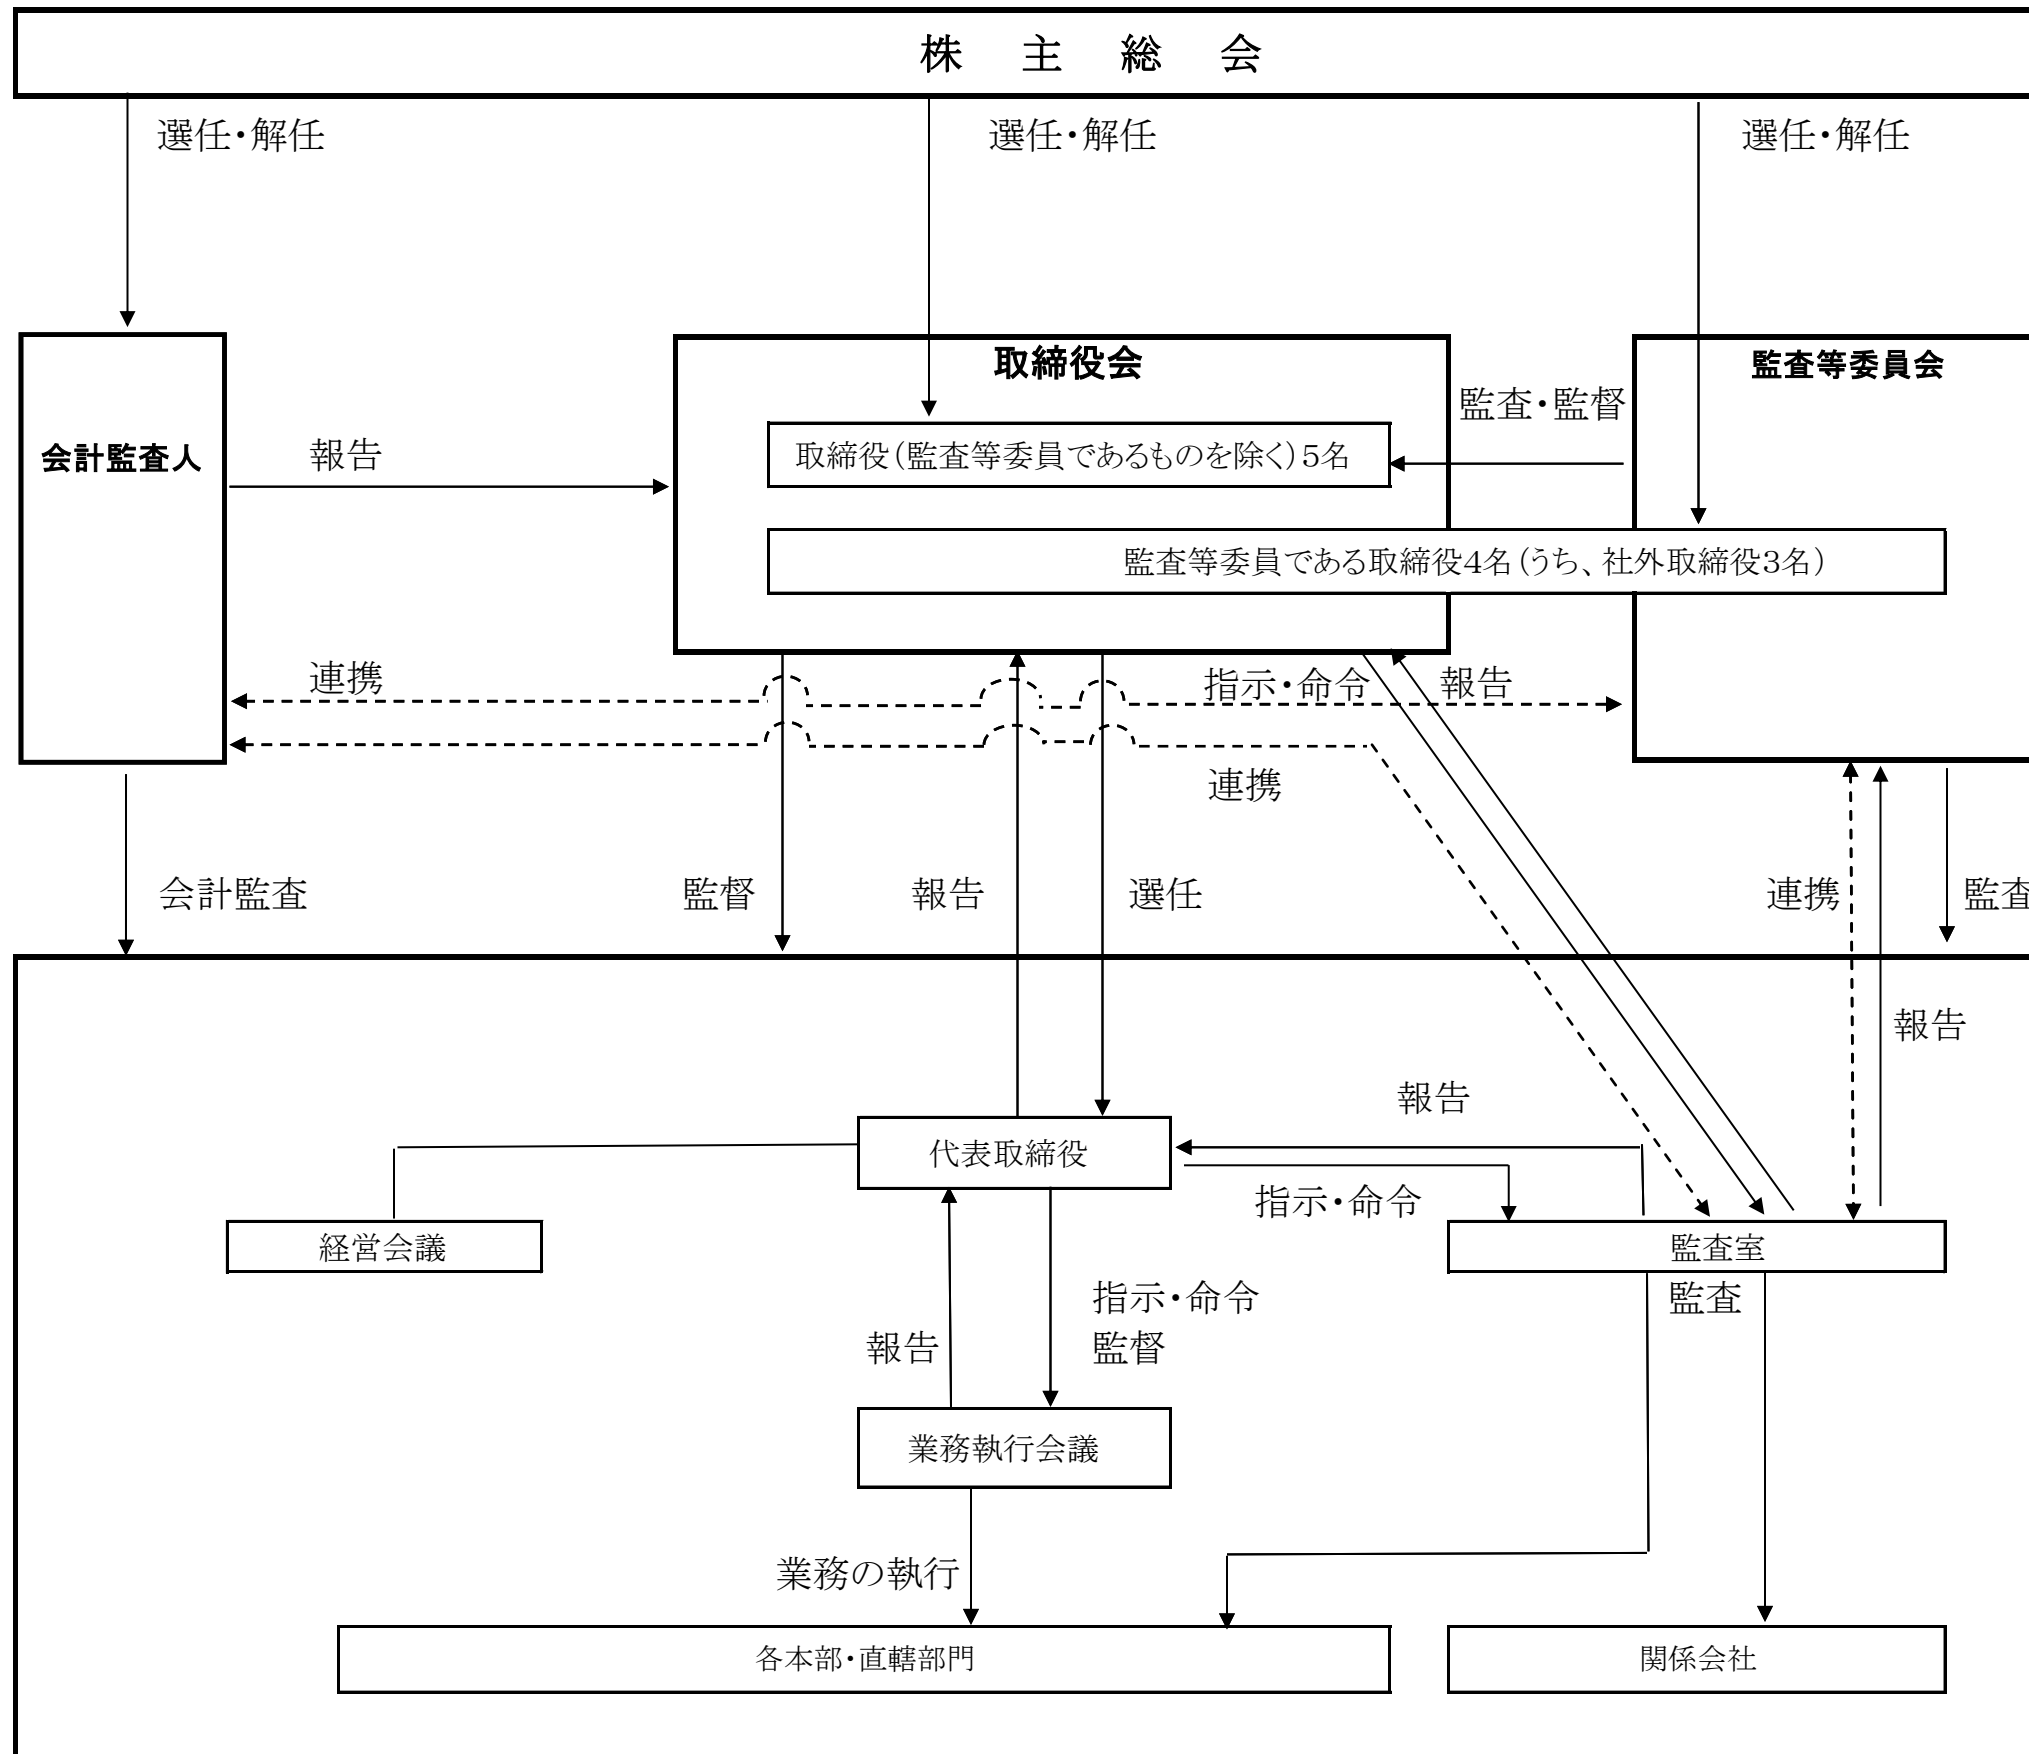 株 主 総 会
選任・解任
選任・解任
選任・解任
取締役会
監査等委員会
監査・監督
会計監査人
報告
取締役(監査等委員であるものを除く)5名
監査等委員である取締役4名(うち、社外取締役3名)
連携
指示・命令
報告
連携
会計監査
監督
報告
選任
連携
監査
報告
報告
代表取締役
指示・命令
経営会議
監査室
監査
指示・命令
監督
報告
業務執行会議
業務の執行
各本部・直轄部門
関係会社